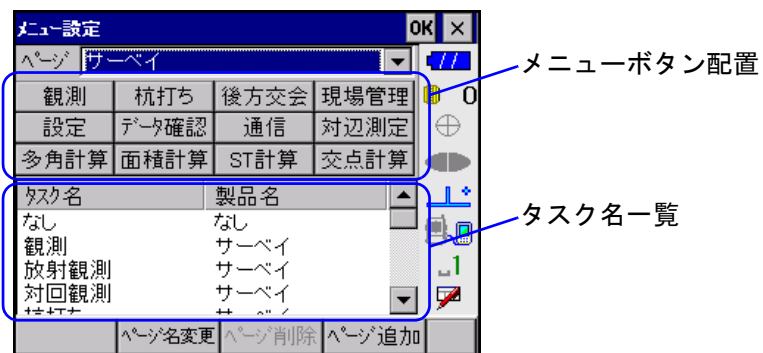 ﾒﾆｭｰ設定 OK ×
ﾍﾟｰｼﾞ サーベイ
メニューボタン配置
観測 杭打ち 後方交会 現場管理 0
設定 ﾃﾞｰﾀ確認 通信 対辺測定
多角計算 面積計算 ST計算 交点計算
ﾀｽｸ名 製品名
タスク名一覧
なし なし
観測 サーベイ
放射観測 サーベイ
1
対回観測 サーベイ
ﾍﾟｰｼﾞ名変更 ﾍﾟｰｼﾞ削除 ﾍﾟｰｼﾞ追加